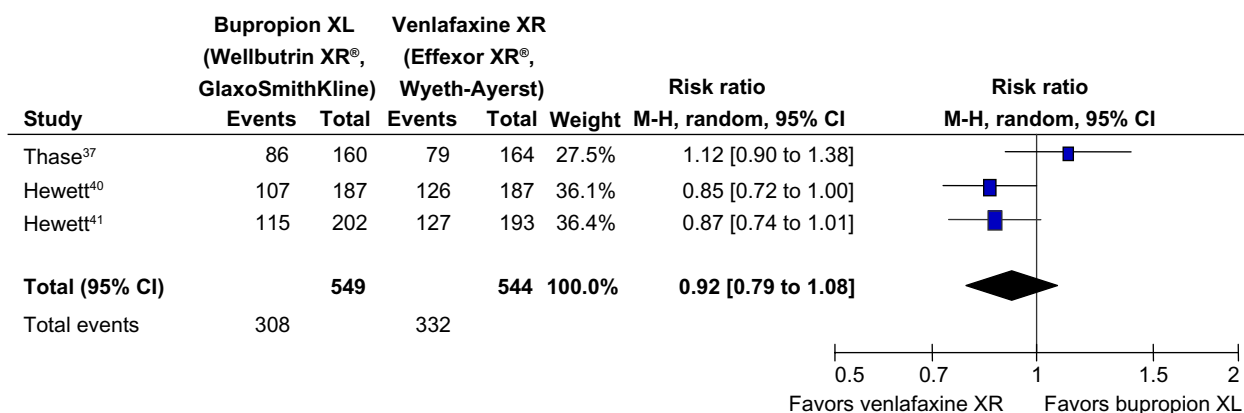 Bupropion XL Venlafaxine XR
(Wellbutrin XR®, (Effexor XR®,
GlaxoSmithKline) Wyeth-Ayerst) Risk ratio Risk ratio
Study Events Total Events Total Weight M-H, random, 95% CI M-H, random, 95% CI
Thase³⁷ 86 160 79 164 27.5% 1.12 [0.90 to 1.38]
Hewett⁴⁰ 107 187 126 187 36.1% 0.85 [0.72 to 1.00]
Hewett⁴¹ 115 202 127 193 36.4% 0.87 [0.74 to 1.01]
Total (95% CI) 549 544 100.0% 0.92 [0.79 to 1.08]
Total events 308 332
0.5 0.7 1 1.5 2
Favors venlafaxine XR Favors bupropion XL